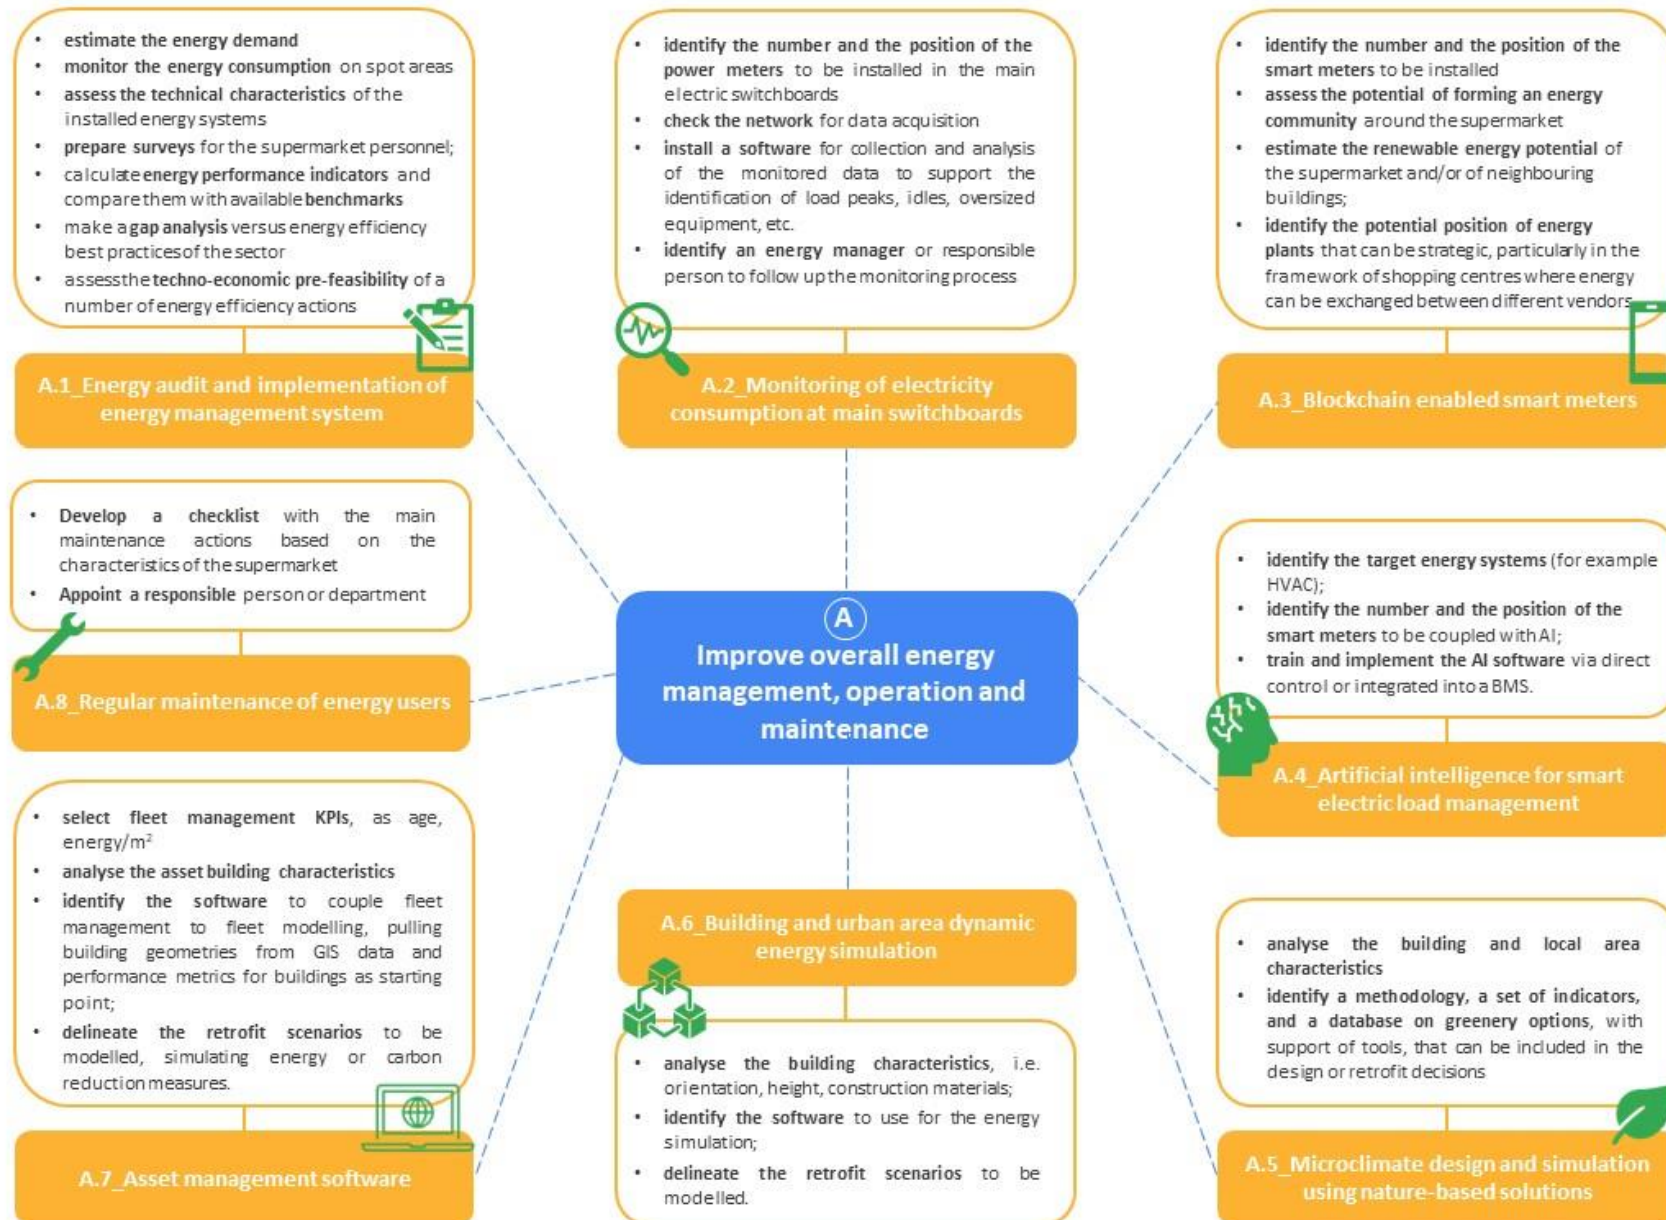 • estimate the energy demand
• monitor the energy consumption on spot areas
• assess the technical characteristics of the
installed energy systems
• prepare surveys for the supermarket personnel;
• calculate energy performance indicators and
compare them with available benchmarks
• make a gap analysis versus energy efficiency
best practices of the sector
• assess the techno-economic pre-feasibility of a
number of energy efficiency actions
A.1_Energy audit and implementation of
energy management system
• identify the number and the position of the
power meters to be installed in the main
electric switchboards
• check the network for data acquisition
• install a software for collection and analysis
of the monitored data to support the
identification of load peaks, idles, oversized
equipment, etc.
• identify an energy manager or responsible
person to follow up the monitoring process
A.2_Monitoring of electricity
consumption at main switchboards
• identify the number and the position of the
smart meters to be installed
• assess the potential of forming an energy
community around the supermarket
• estimate the renewable energy potential of
the supermarket and/or of neighbouring
buildings;
• identify the potential position of energy
plants that can be strategic, particularly in the
framework of shopping centres where energy
can be exchanged between different vendors
A.3_Blockchain enabled smart meters
• Develop a checklist with the main
maintenance actions based on the
characteristics of the supermarket
• Appoint a responsible person or department
A.8_Regular maintenance of energy users
A
Improve overall energy
management, operation and
maintenance
• identify the target energy systems (for example
HVAC);
• identify the number and the position of the
smart meters to be coupled with AI;
• train and implement the AI software via direct
control or integrated into a BMS.
A.4_Artificial intelligence for smart
electric load management
• select fleet management KPIs, as age,
energy/m²
• analyse the asset building characteristics
• identify the software to couple fleet
management to fleet modelling, pulling
building geometries from GIS data and
performance metrics for buildings as starting
point;
• delineate the retrofit scenarios to be
modelled, simulating energy or carbon
reduction measures.
A.7_Asset management software
A.6_Building and urban area dynamic
energy simulation
• analyse the building characteristics, i.e.
orientation, height, construction materials;
• identify the software to use for the energy
simulation;
• delineate the retrofit scenarios to be
modelled.
• analyse the building and local area
characteristics
• identify a methodology, a set of indicators,
and a database on greenery options, with
support of tools, that can be included in the
design or retrofit decisions
A.5_Microclimate design and simulation
using nature-based solutions